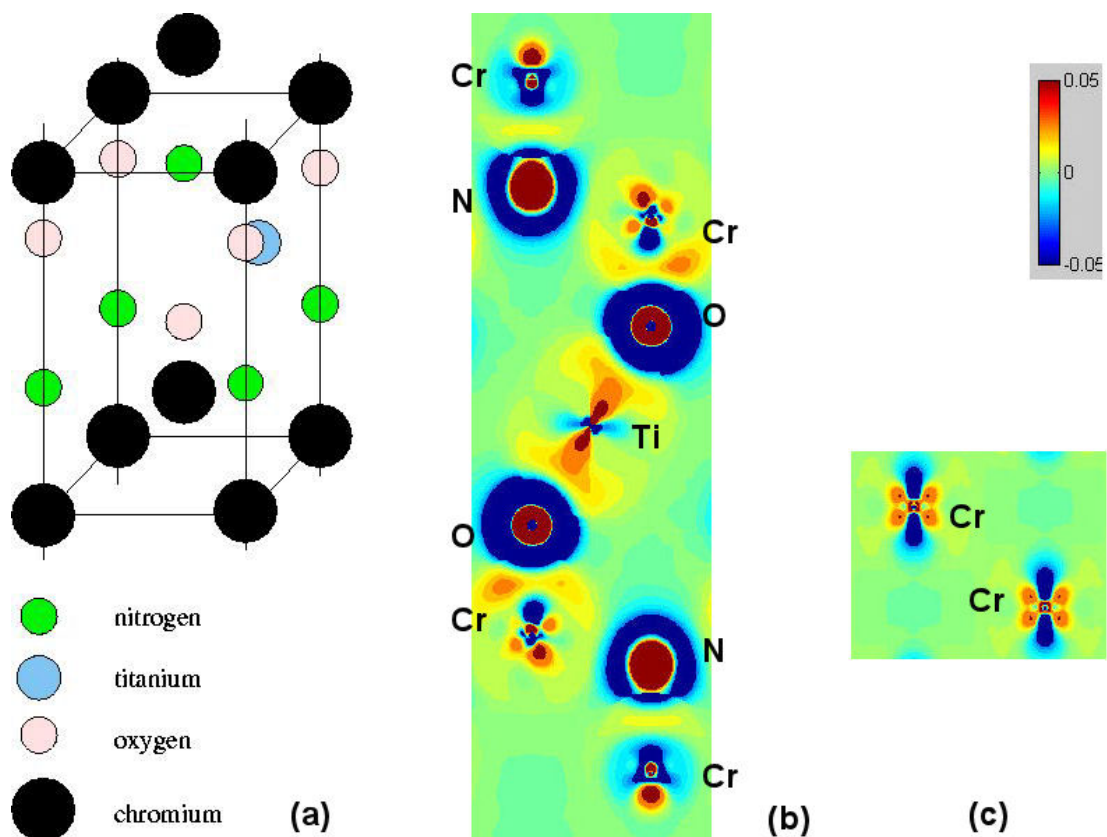 nitrogen
titanium
oxygen
chromium
(a)
Cr
N
Cr
O
Ti
O
Cr
N
Cr
(b)
0.05
0
-0.05
Cr
Cr
(c)